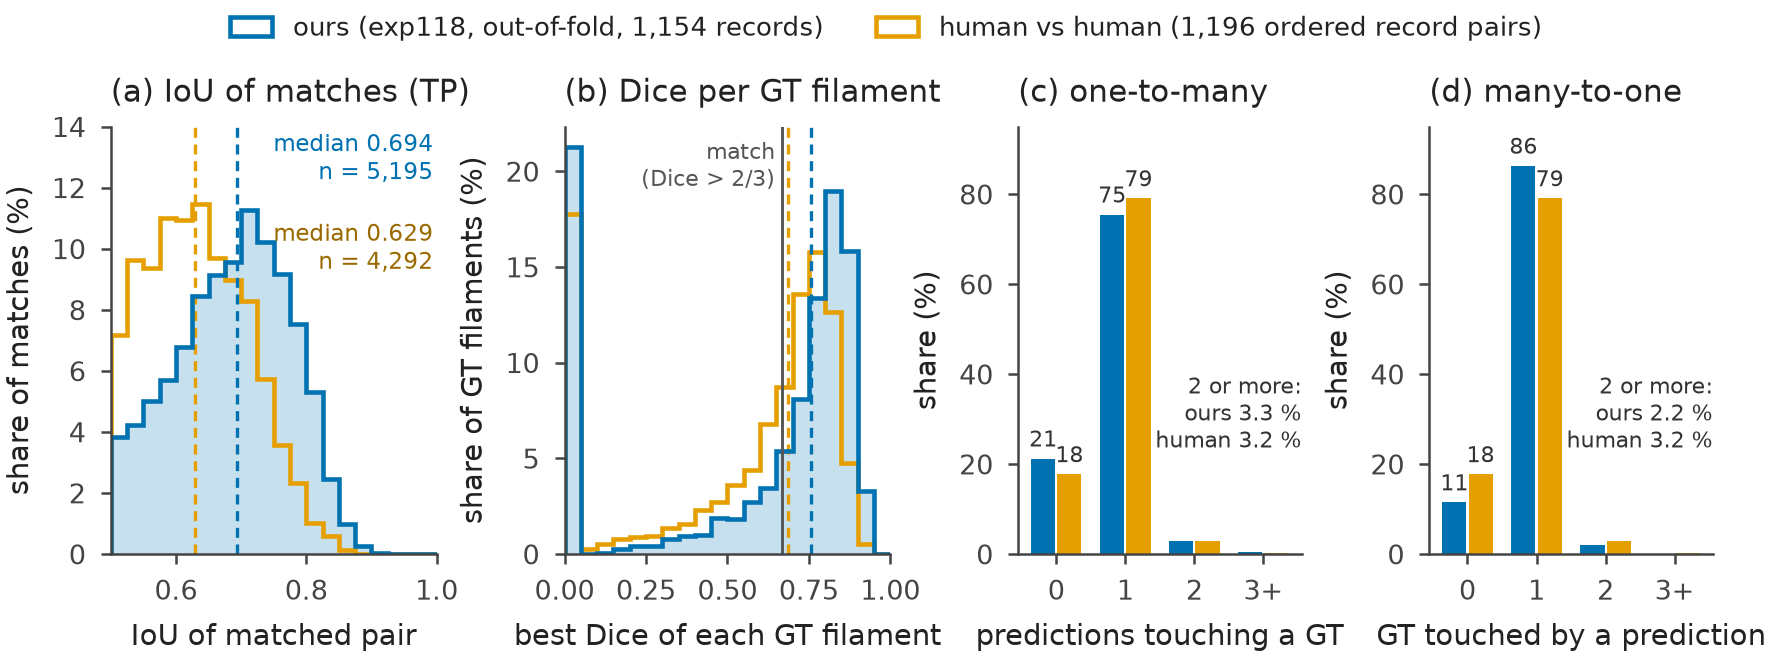 ours (exp118, out-of-fold, 1,154 records)
human vs human (1,196 ordered record pairs)
(a) IoU of matches (TP)
share of matches (%)
14
12
10
8
6
4
2
0
median 0.694
n = 5,195
median 0.629
n = 4,292
0.6
0.8
1.0
IoU of matched pair
(b) Dice per GT filament
share of GT filaments (%)
20
15
10
5
0
match
(Dice > 2/3)
0.00
0.25
0.50
0.75
1.00
best Dice of each GT filament
(c) one-to-many
share (%)
80
60
40
20
0
21
18
75
79
2 or more:
ours 3.3 %
human 3.2 %
0
1
2
3+
predictions touching a GT
(d) many-to-one
share (%)
80
60
40
20
0
11
18
86
79
2 or more:
ours 2.2 %
human 3.2 %
0
1
2
3+
GT touched by a prediction